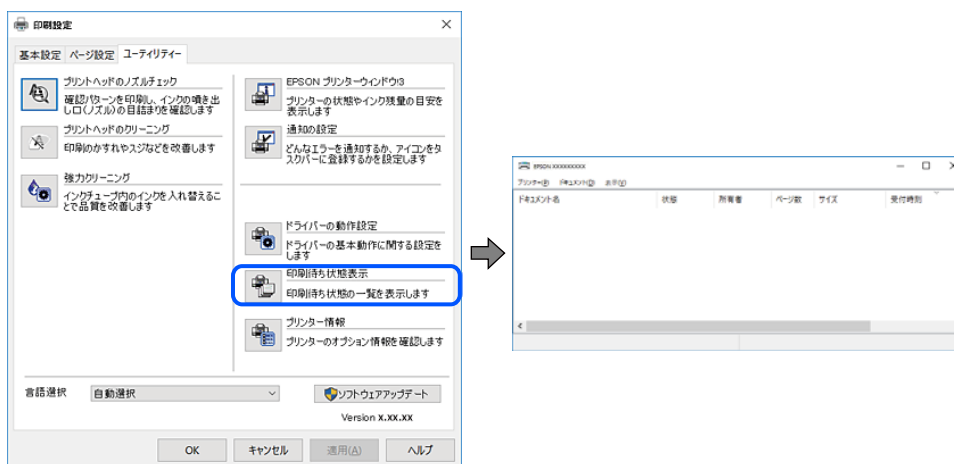 印刷設定
基本設定 ページ設定 ユーティリティー
プリントヘッドのノズルチェック
確認パターンを印刷し、インクの噴き出
し口(ノズル)の目詰まりを確認します
プリントヘッドのクリーニング
印刷のかすれやスジなどを改善します
強力クリーニング
インクチューブ内のインクを入れ替えるこ
とで品質を改善します
EPSON プリンターウィンドウ!3
プリンターの状態やインク残量の目安を
表示します
通知の設定
どんなエラーを通知するか、アイコンをタ
スクバーに登録するかを設定します
ドライバーの動作設定
ドライバーの基本動作に関する設定を
します
印刷待ち状態表示
印刷待ち状態の一覧を表示します
プリンター情報
プリンターのオプション情報を確認します
言語選択 自動選択
ソフトウェアアップデート
Version x.xx.xx
OK キャンセル 適用(A) ヘルプ
EPSON XXXXXXXXXX
プリンター(P) ドキュメント(D) 表示(V)
ドキュメント名 状態 所有者 ページ数 サイズ 受付時刻